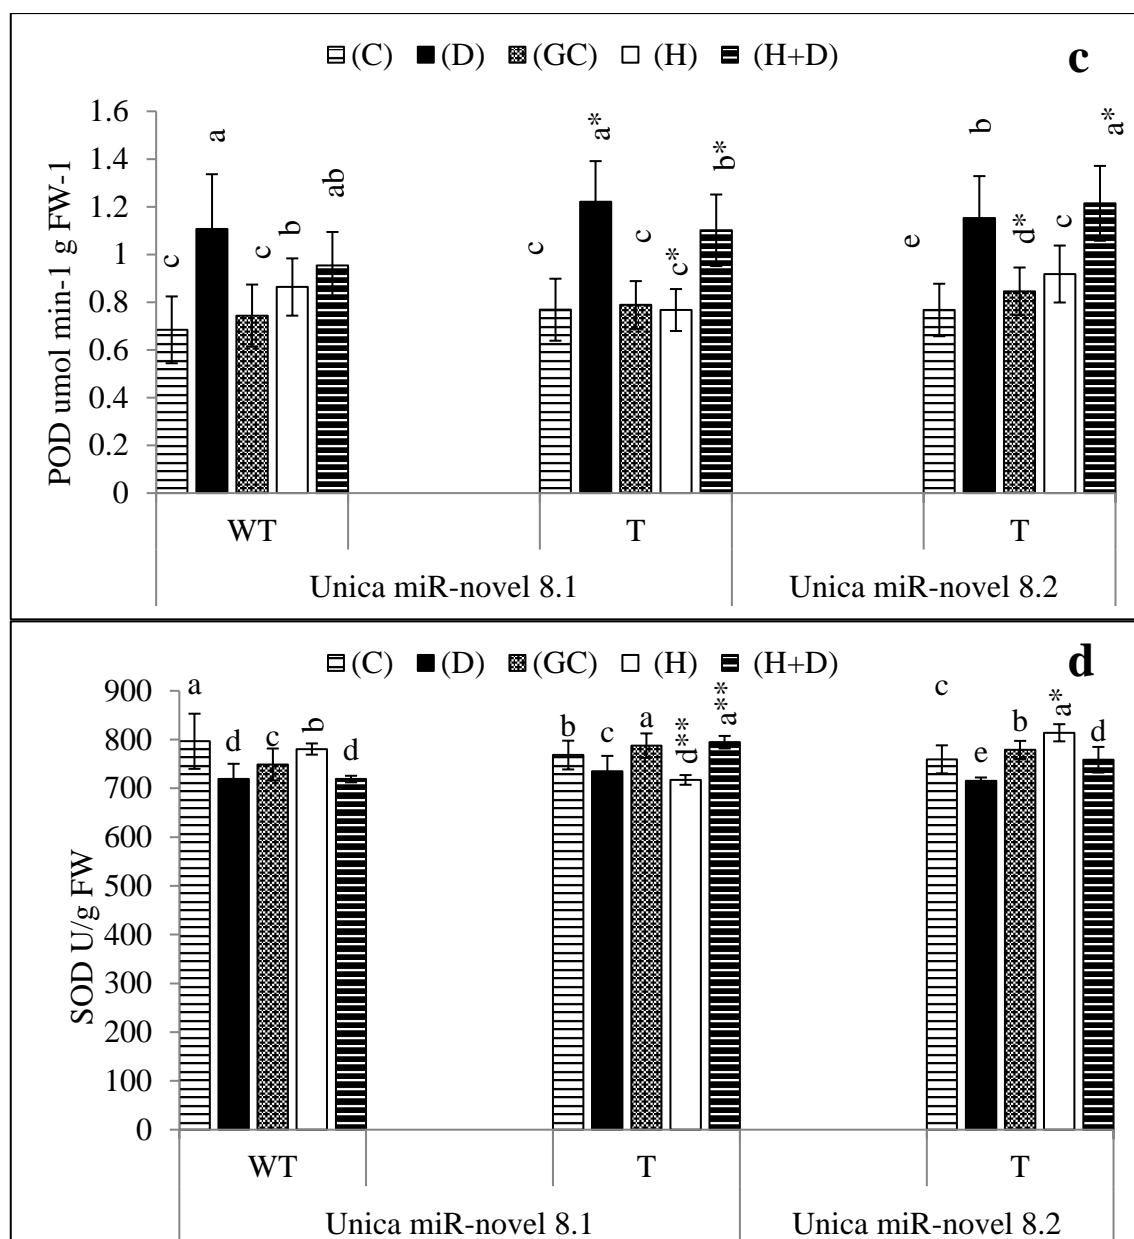 (C) (D) (GC) (H) (H+D)
c
POD umol min-1 g FW-1
1.6
1.4
1.2
1
0.8
0.6
0.4
0.2
0
c a c b ab
c a* c c* b*
e b d* c a*
WT T T
Unica miR-novel 8.1 Unica miR-novel 8.2
(C) (D) (GC) (H) (H+D)
d
SOD U/g FW
900
800
700
600
500
400
300
200
100
0
a d c b d
b c a d** a**
c e b a* d
WT T T
Unica miR-novel 8.1 Unica miR-novel 8.2